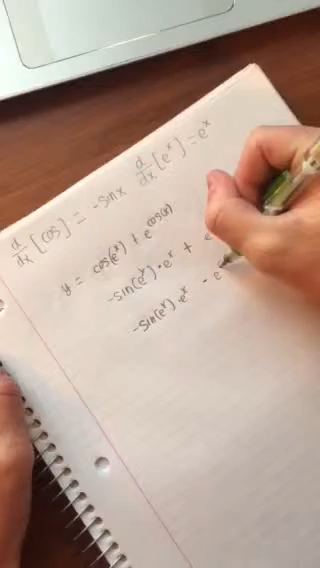 d/dx [cos] = -sinx d/dx [e^x] = e^x
y = cos(e^x) + e^cos(x)
-sin(e^x) · e^x + e
-sin(e^x) · e^x - e